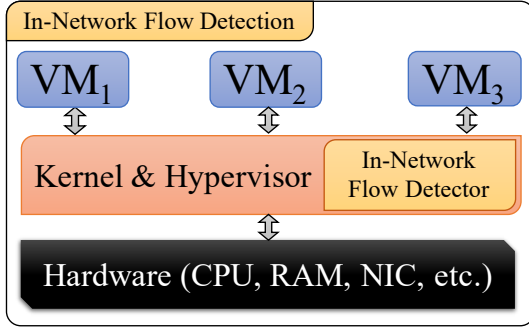 In-Network Flow Detection
VM₁ VM₂ VM₃
Kernel & Hypervisor
In-Network
Flow Detector
Hardware (CPU, RAM, NIC, etc.)